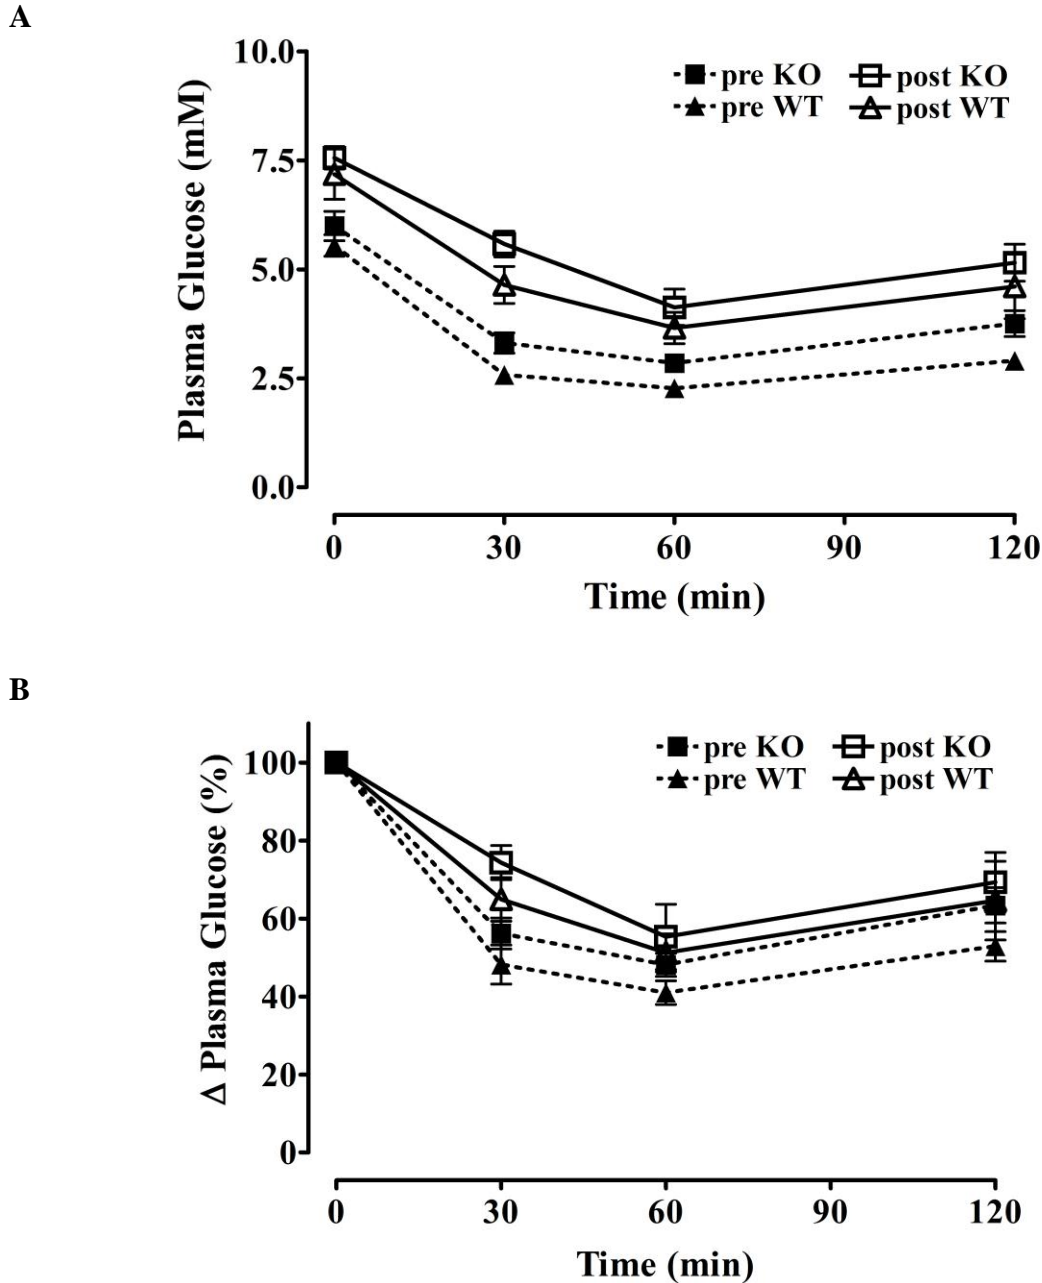 A
10.0
7.5
5.0
2.5
0.0
Plasma Glucose (mM)
pre KO post KO
pre WT post WT
0 30 60 90 120
Time (min)
B
100
80
60
40
20
0
Δ Plasma Glucose (%)
pre KO post KO
pre WT post WT
0 30 60 90 120
Time (min)